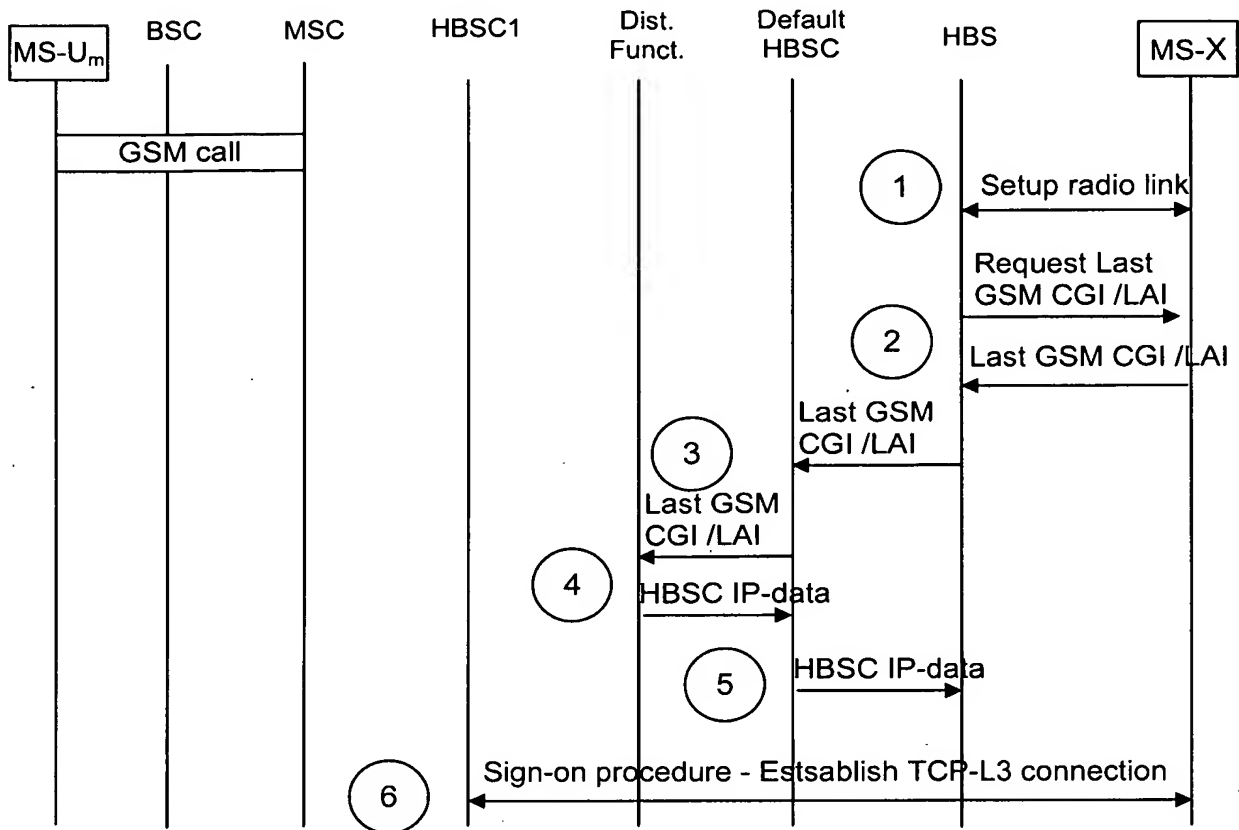 MS-Um
BSC
MSC
HBSC1
Dist.
Funct.
Default
HBSC
HBS
MS-X
GSM call
1
Setup radio link
Request Last
GSM CGI /LAI
2
Last GSM CGI /LAI
Last GSM
CGI /LAI
3
Last GSM
CGI /LAI
4
HBSC IP-data
5
HBSC IP-data
Sign-on procedure - Estsablish TCP-L3 connection
6